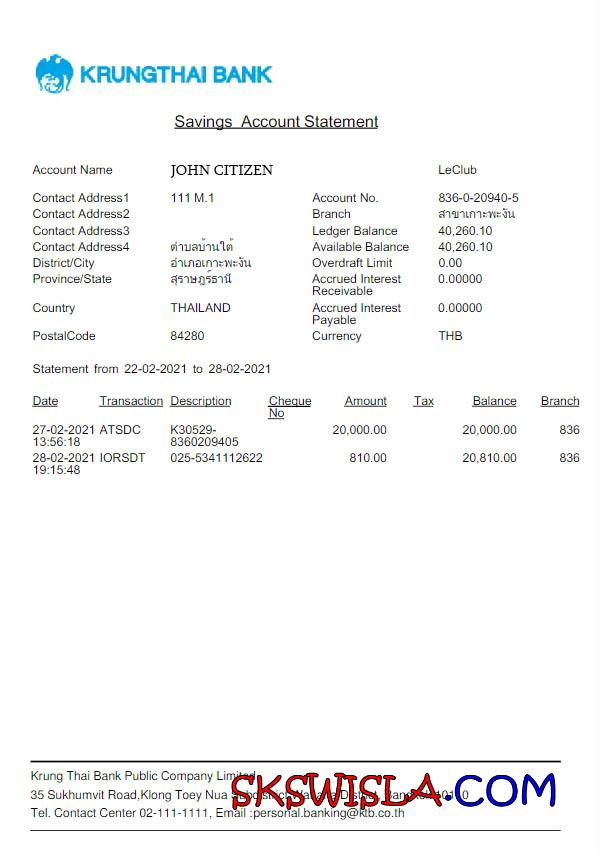 KRUNGTHAI BANK
Savings Account Statement
Account Name JOHN CITIZEN LeClub
Contact Address1 111 M.1 Account No. 836-0-20940-5
Contact Address2 Branch สาขาเกาะพะงัน
Contact Address3 Ledger Balance 40,260.10
Contact Address4 ตำบลบ้านใต้ Available Balance 40,260.10
District/City อำเภอเกาะพะงัน Overdraft Limit 0.00
Province/State สุราษฎร์ธานี Accrued Interest 0.00000
Receivable
Country THAILAND Accrued Interest 0.00000
Payable
PostalCode 84280 Currency THB
Statement from 22-02-2021 to 28-02-2021
Date Transaction Description Cheque Amount Tax Balance Branch
No
27-02-2021 ATSDC K30529- 20,000.00 20,000.00 836
13:56:18 8360209405
28-02-2021 IORSDT 025-5341112622 810.00 20,810.00 836
19:15:48
Krung Thai Bank Public Company Limited
35 Sukhumvit Road,Klong Toey Nua Subdistrict,
Tel. Contact Center 02-111-1111, Email :personal.banking@ktb.co.th
SKSWISLA.COM